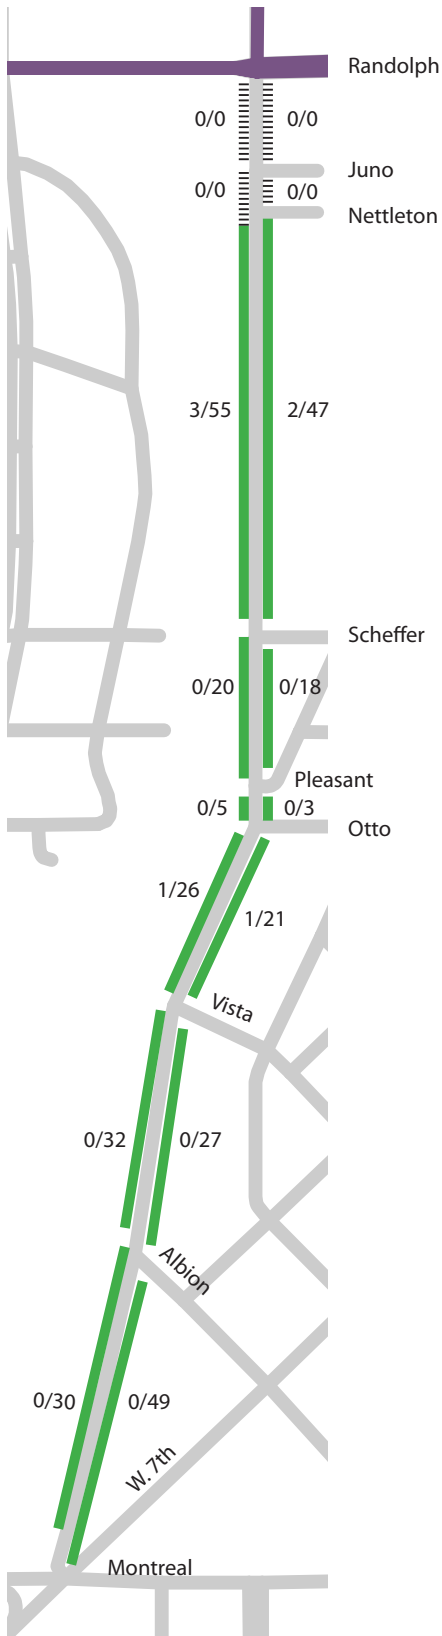 Randolph
0/0 0/0
Juno
0/0 0/0
Nettleton
3/55 2/47
Scheffer
0/20 0/18
Pleasant
0/5 0/3
Otto
1/26
1/21
Vista
0/32 0/27
Albion
0/30 0/49
W. 7th
Montreal